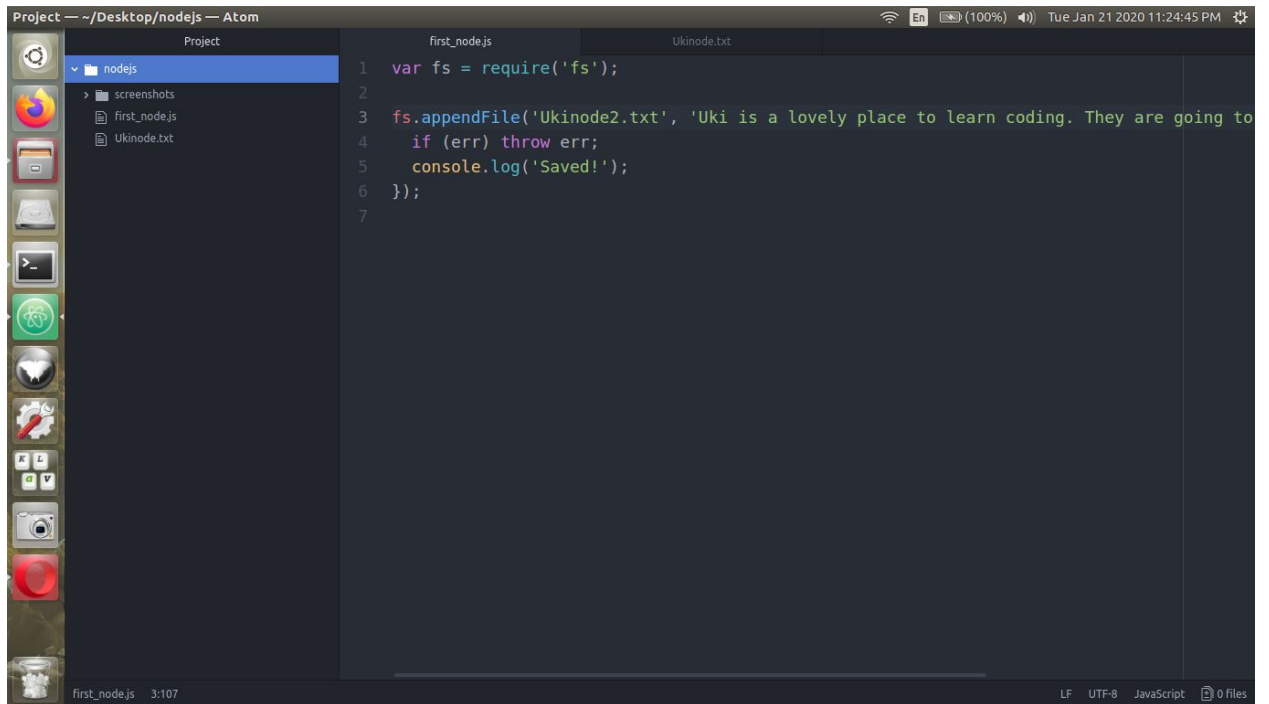 Project — ~/Desktop/nodejs — Atom
En (100%) Tue Jan 21 2020 11:24:45 PM
Project
nodejs
screenshots
first_node.js
Ukinode.txt
first_node.js Ukinode.txt
1 var fs = require('fs');
2
3 fs.appendFile('Ukinode2.txt', 'Uki is a lovely place to learn coding. They are going to
4 if (err) throw err;
5 console.log('Saved!');
6 });
7
>_
K L
a v
first_node.js 3:107
LF UTF-8 JavaScript 0 files